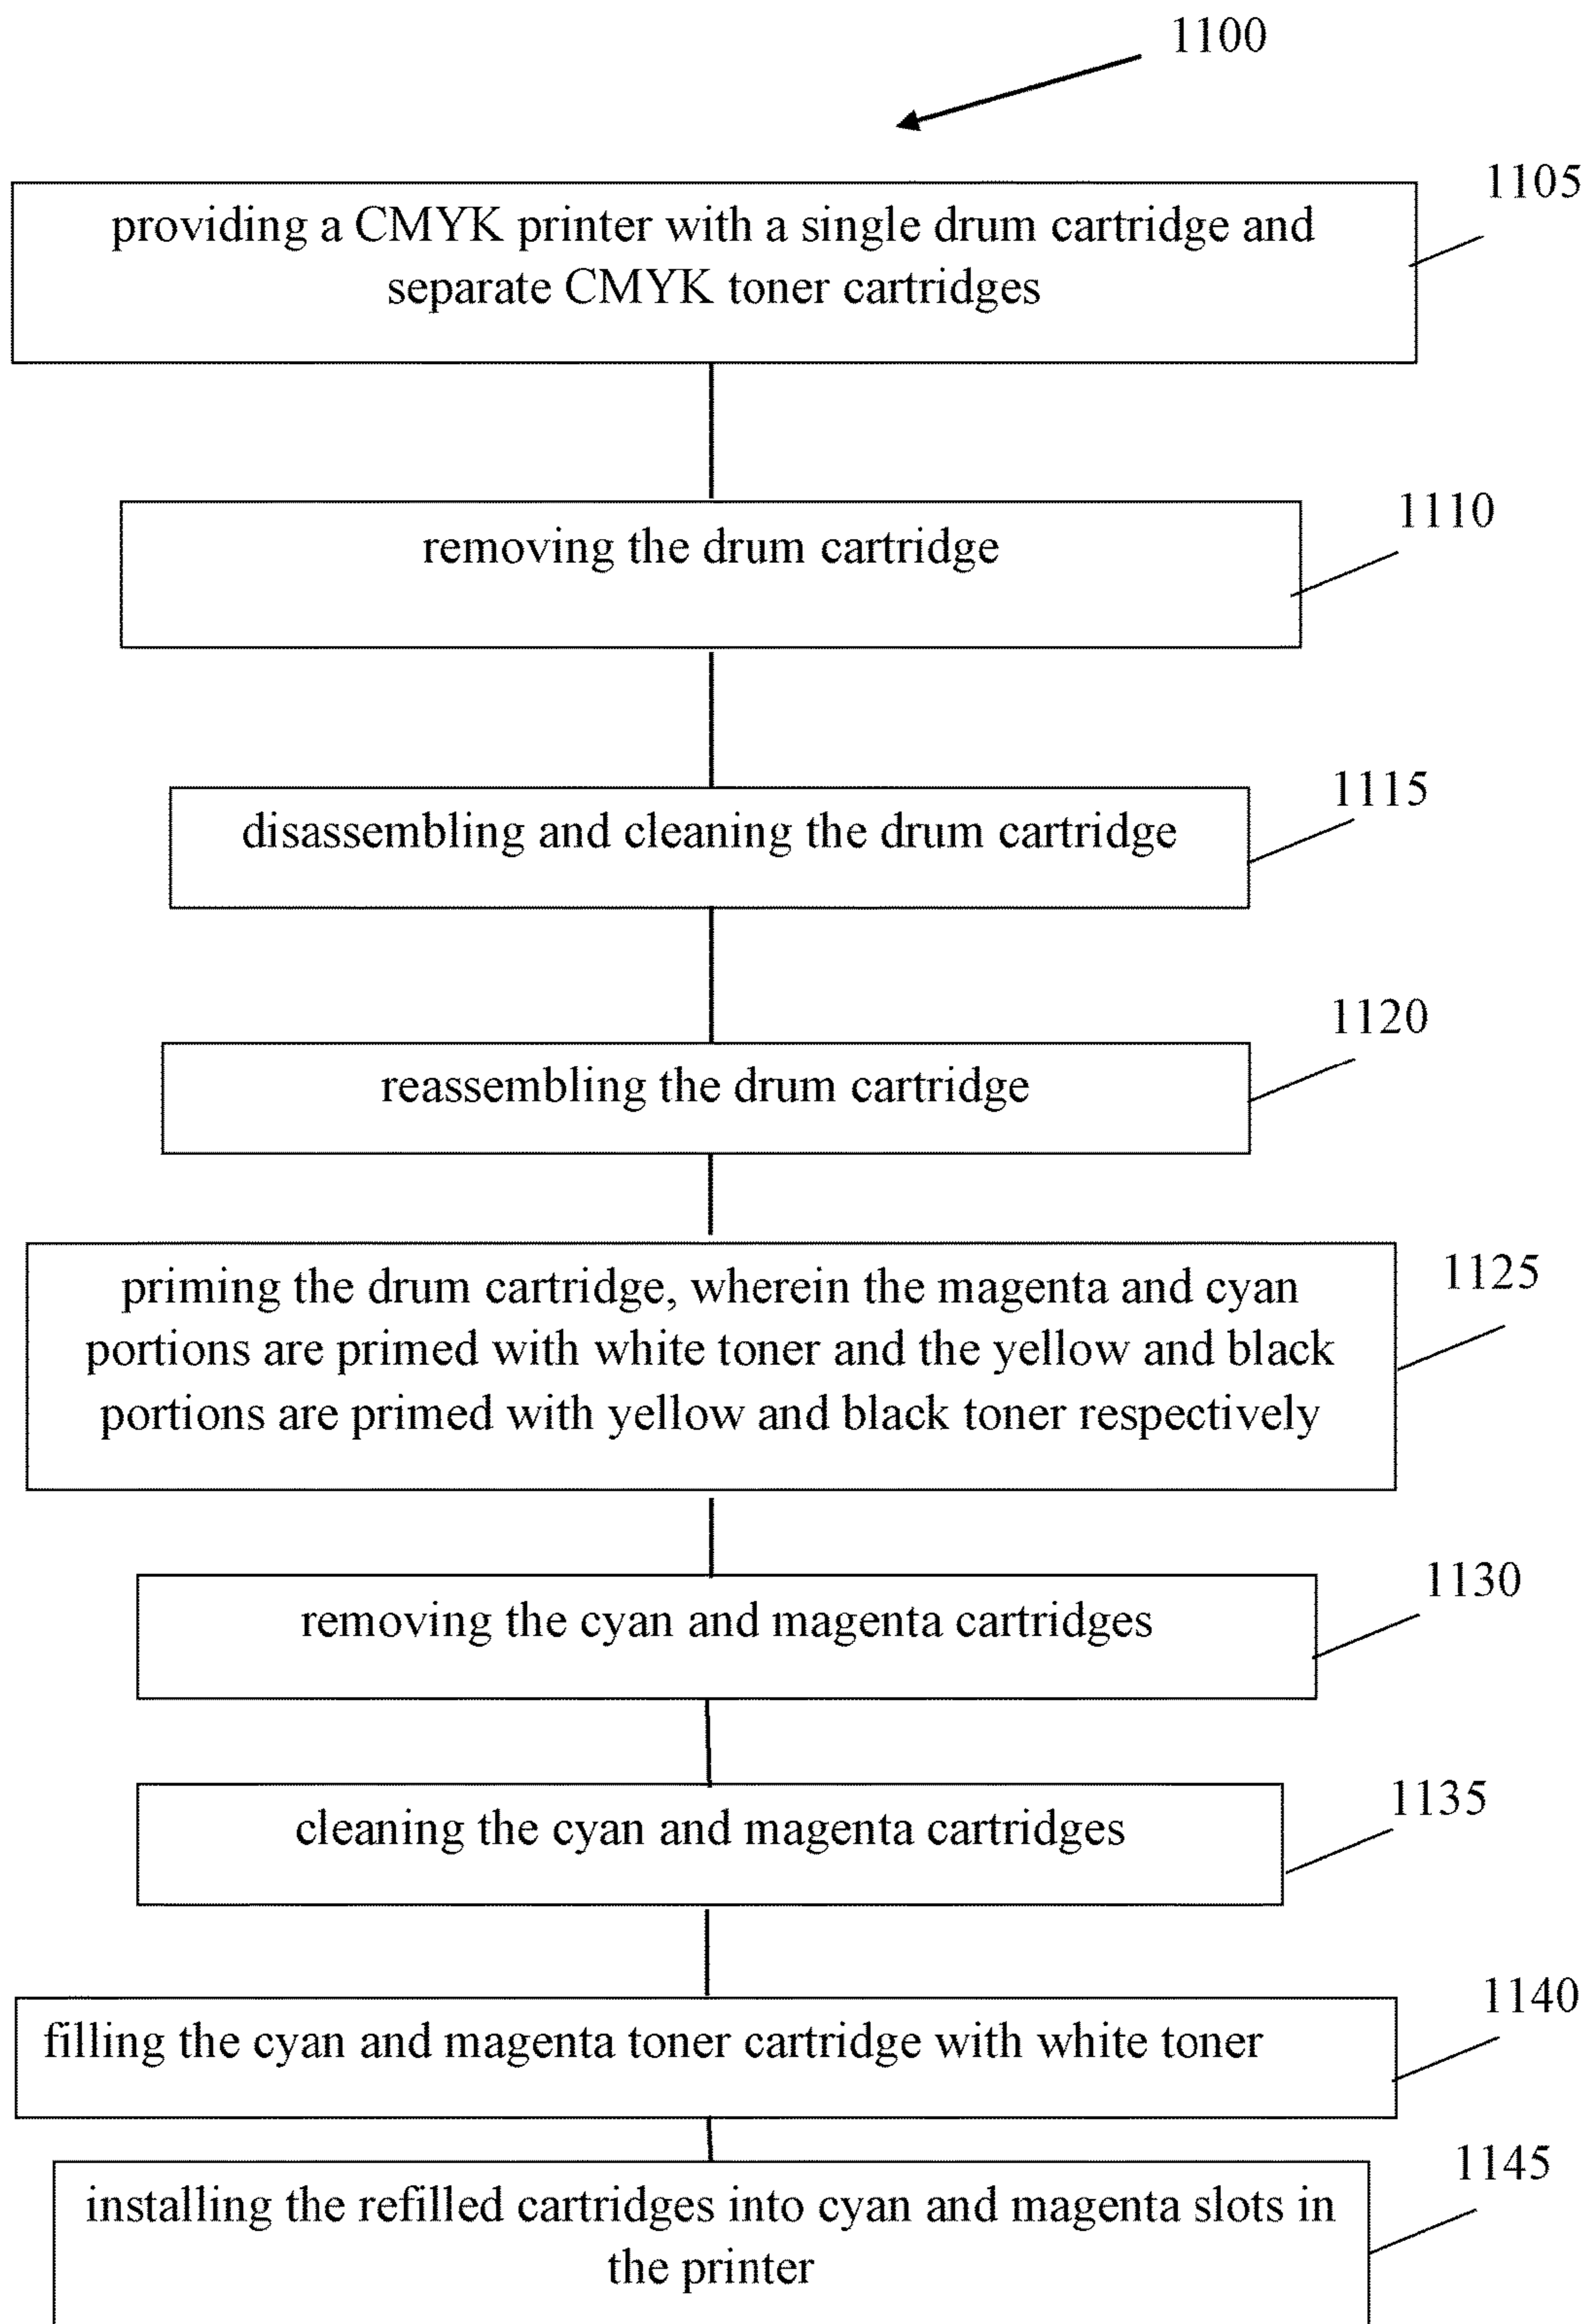 1100
1105
providing a CMYK printer with a single drum cartridge and
separate CMYK toner cartridges
1110
removing the drum cartridge
1115
disassembling and cleaning the drum cartridge
1120
reassembling the drum cartridge
1125
priming the drum cartridge, wherein the magenta and cyan
portions are primed with white toner and the yellow and black
portions are primed with yellow and black toner respectively
1130
removing the cyan and magenta cartridges
1135
cleaning the cyan and magenta cartridges
1140
filling the cyan and magenta toner cartridge with white toner
1145
installing the refilled cartridges into cyan and magenta slots in
the printer